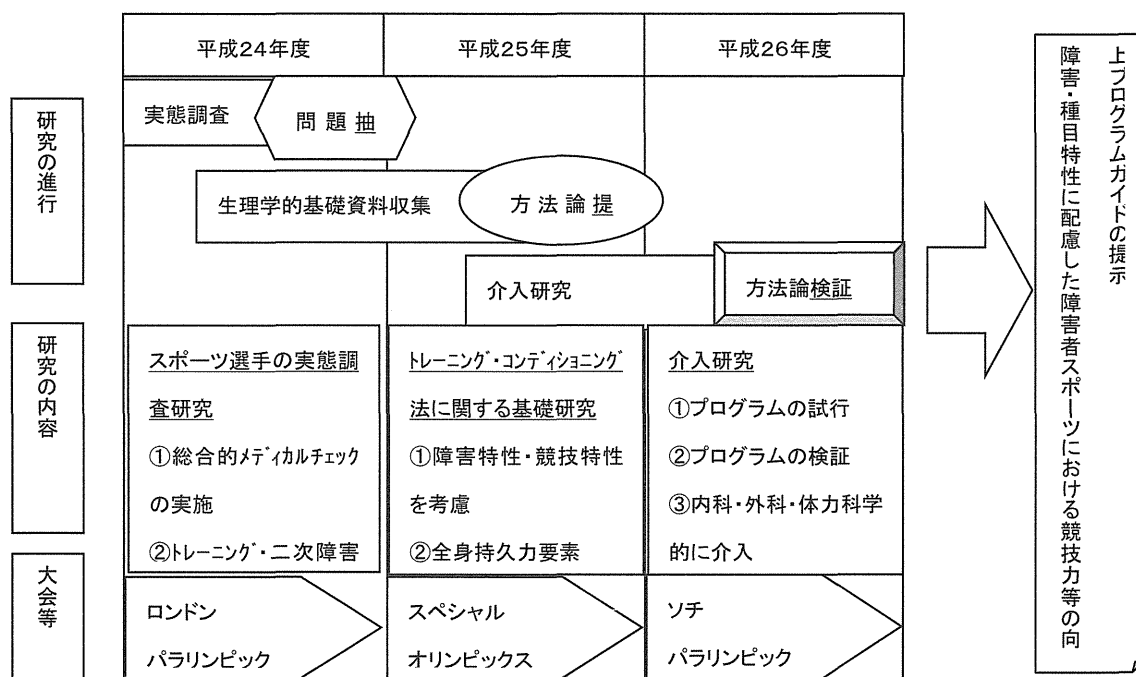 平成24年度
平成25年度
平成26年度
研究の進行
実態調査
問 題 抽
生理学的基礎資料収集
方 法 論 提
介入研究
方法論検証
研究の内容
スポーツ選手の実態調
査研究
①総合的ﾒﾃﾞｨｶﾙﾁｪｯｸ
の実施
②ﾄﾚｰﾆﾝｸﾞ・二次障害
ﾄﾚｰﾆﾝｸﾞ・ｺﾝﾃﾞｨｼｮﾆﾝｸﾞ
法に関する基礎研究
①障害特性・競技特性
を考慮
②全身持久力要素
介入研究
①プログラムの試行
②プログラムの検証
③内科・外科・体力科学
的に介入
大会等
ロンドン
パラリンピック
スペシャル
オリンピックス
ソチ
パラリンピック
障害・種目特性に配慮した障害者スポーツにおける競技力等の向
上プログラムガイドの提示